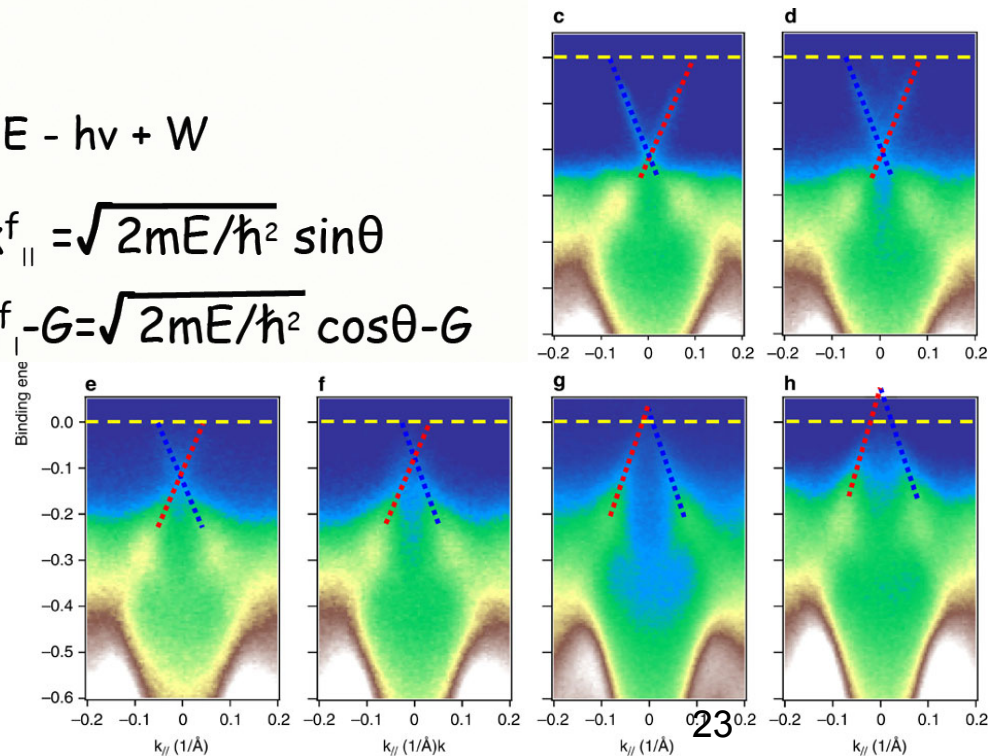 E - hν + W
f
|| =√ 2mE/ħ² sinθ
f
| -G=√ 2mE/ħ² cosθ-G
c
d
−0.2 −0.1 0 0.1 0.2
−0.2 −0.1 0 0.1 0.2
e
f
g
h
Binding ene
0.0
−0.1
−0.2
−0.3
−0.4
−0.5
−0.6
−0.2 −0.1 0 0.1 0.2
−0.2 −0.1 0 0.1 0.2
−0.2 −0.1 0 0.1 0.2
−0.2 −0.1 0 0.1 0.2
k// (1/Å)
k// (1/Å)k
k// (1/Å)
k// (1/Å)
23